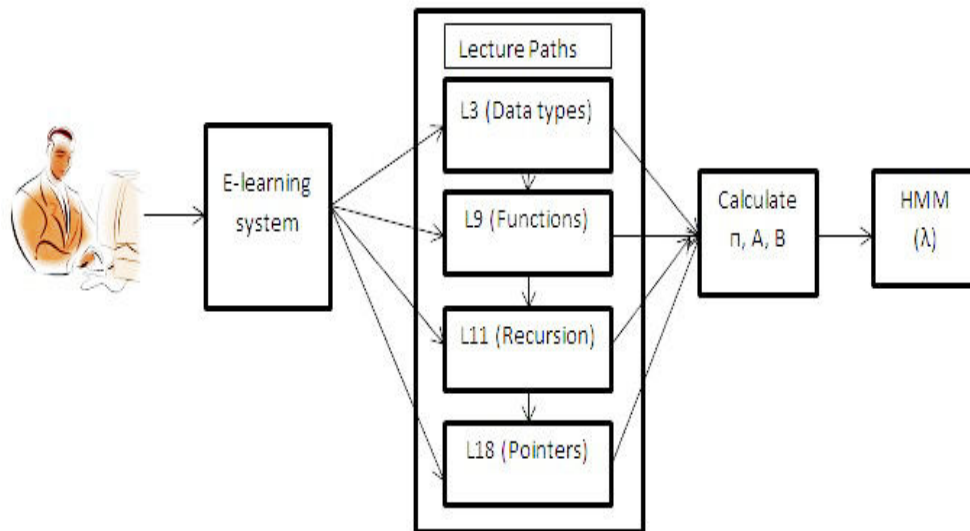 Lecture Paths
L3 (Data types)
E-learning
system
L9 (Functions)
Calculate
π, A, B
HMM
(λ)
L11 (Recursion)
L18 (Pointers)